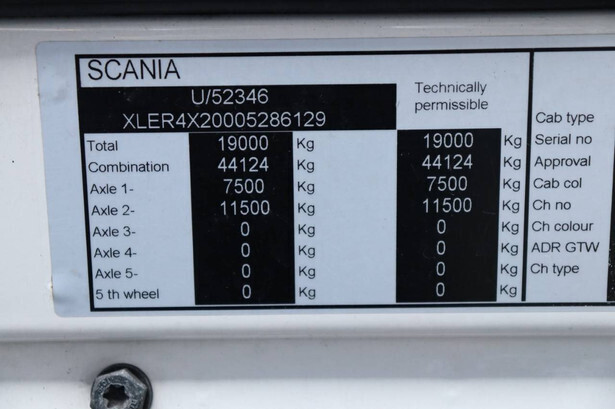 SCANIA
U/52346
XLER4X20005286129
Technically
permissible
Total 19000 Kg 19000 Kg
Combination 44124 Kg 44124 Kg
Axle 1- 7500 Kg 7500 Kg
Axle 2- 11500 Kg 11500 Kg
Axle 3- 0 Kg 0 Kg
Axle 4- 0 Kg 0 Kg
Axle 5- 0 Kg 0 Kg
5 th wheel 0 Kg 0 Kg
Cab type
Serial no
Approval
Cab col
Ch no
Ch colour
ADR GTW
Ch type